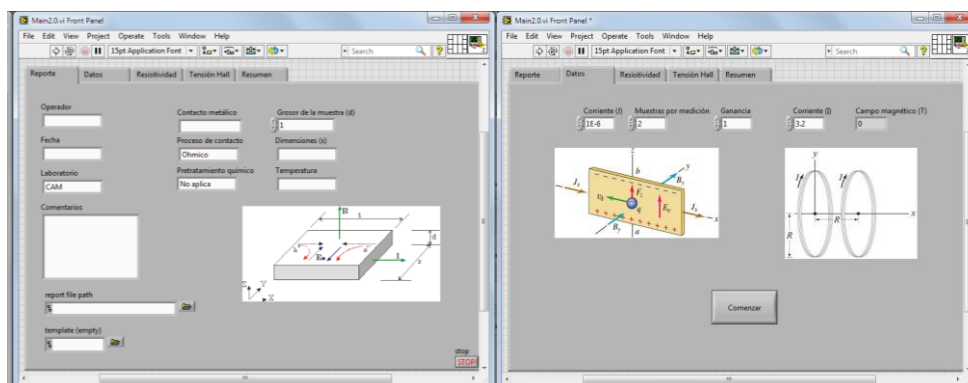 Main2.0.vi Front Panel
File Edit View Project Operate Tools Window Help
15pt Application Font
Search
Reporte Datos Resisitividad Tensión Hall Resumen
Operador
Fecha
Laboratorio
CAM
Comentarios
Contacto metálico
Proceso de contacto
Ohmico
Pretratamiento químico
No aplica
Grosor de la muestra (d)
1
Dimensiones (s)
Temperatura
B
I
Z Y
X
report file path
template (empty)
stop
STOP
Main2.0.vi Front Panel *
File Edit View Project Operate Tools Window Help
15pt Application Font
Search
Reporte Datos Resisitividad Tensión Hall Resumen
Corriente (J) Muestras por medición Ganancia Corriente (I) Campo magnético (T)
1E-6 2 1 3.2 0
z
y
b
q
a
x
y
I I
R
R
x
Comenzar